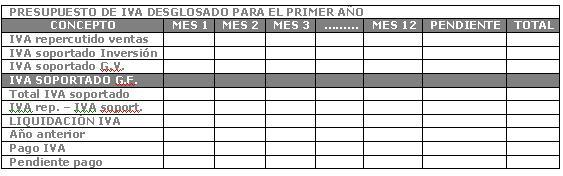 PRESUPUESTO DE IVA DESGLOSADO PARA EL PRIMER AÑO
CONCEPTO MES 1 MES 2 MES 3 ......... MES 12 PENDIENTE TOTAL
IVA repercutido ventas
IVA soportado Inversión
IVA soportado G.V.
IVA SOPORTADO G.F.
Total IVA soportado
IVA rep. – IVA soport.
LIQUIDACIÓN IVA
Año anterior
Pago IVA
Pendiente pago